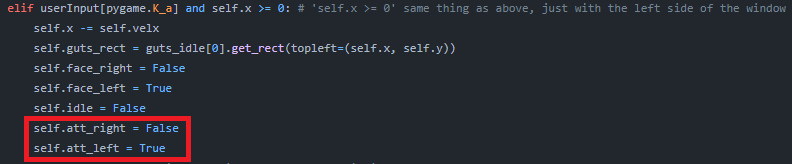 elif userInput[pygame.K_a] and self.x >= 0: # 'self.x >= 0' same thing as above, just with the left side of the window
self.x -= self.velx
self.guts_rect = guts_idle[0].get_rect(topleft=(self.x, self.y))
self.face_right = False
self.face_left = True
self.idle = False
self.att_right = False
self.att_left = True